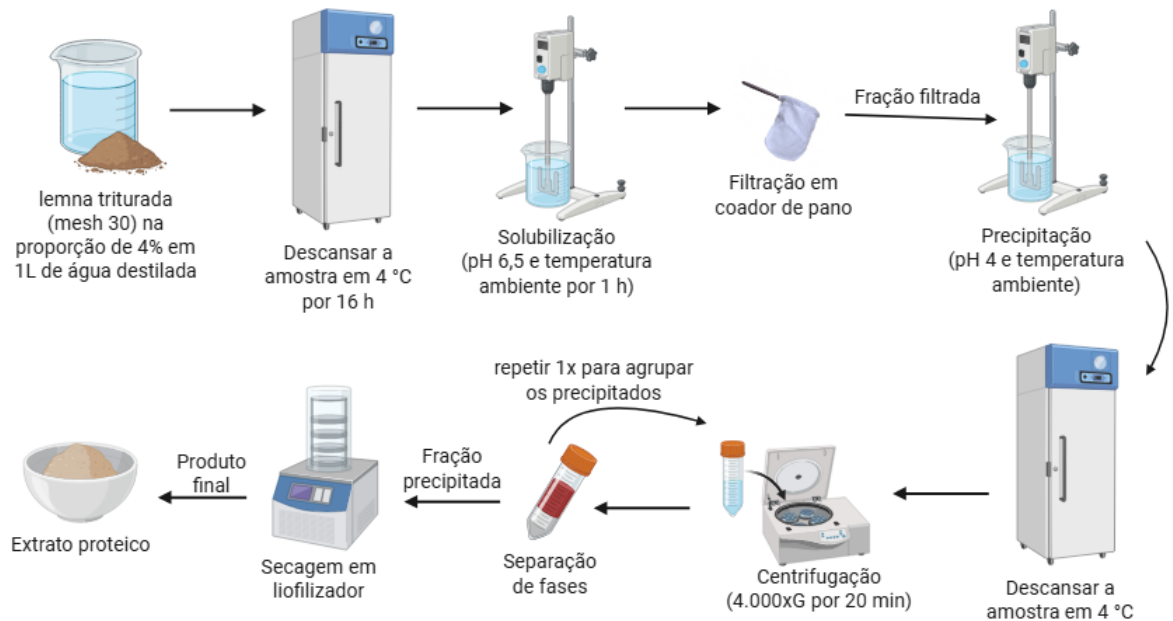 lemna triturada
(mesh 30) na
proporção de 4% em
1L de água destilada
Descansar a
amostra em 4 °C
por 16 h
Solubilização
(pH 6,5 e temperatura
ambiente por 1 h)
Filtração em
coador de pano
Fração filtrada
Precipitação
(pH 4 e temperatura
ambiente)
Descansar a
amostra em 4 °C
Centrifugação
(4.000xG por 20 min)
repetir 1x para agrupar
os precipitados
Separação
de fases
Fração
precipitada
Secagem em
liofilizador
Produto
final
Extrato proteico